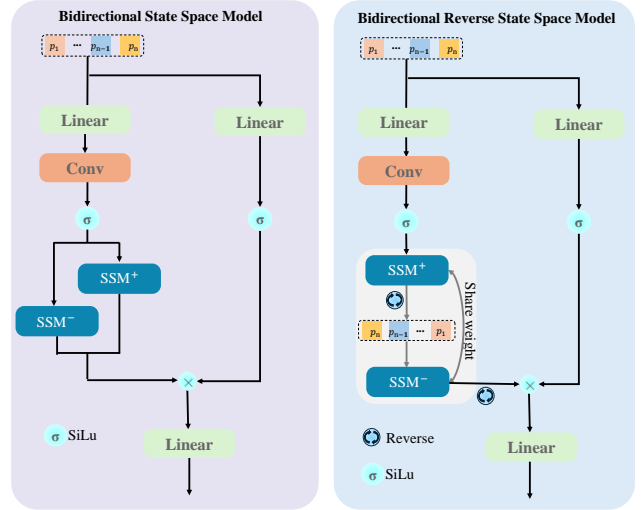 Bidirectional State Space Model
p₁ ··· pₙ₋₁ pₙ
Linear
Linear
Conv
σ
σ
SSM⁺
SSM⁻
×
σ SiLu
Linear
Bidirectional Reverse State Space Model
p₁ ··· pₙ₋₁ pₙ
Linear
Linear
Conv
σ
σ
SSM⁺
Share weight
pₙ pₙ₋₁ ··· p₁
SSM⁻
×
Reverse
Linear
σ SiLu